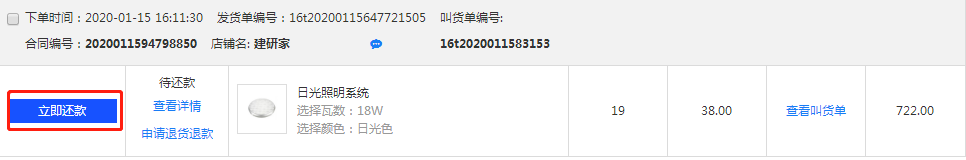 下单时间：2020-01-15 16:11:30 发货单编号：16t20200115647721505 叫货单编号:
合同编号：2020011594798850 店铺名: 建研家 16t2020011583153
立即还款
待还款
查看详情
申请退货退款
日光照明系统
选择瓦数：18W
选择颜色：日光色
19
38.00
查看叫货单
722.00